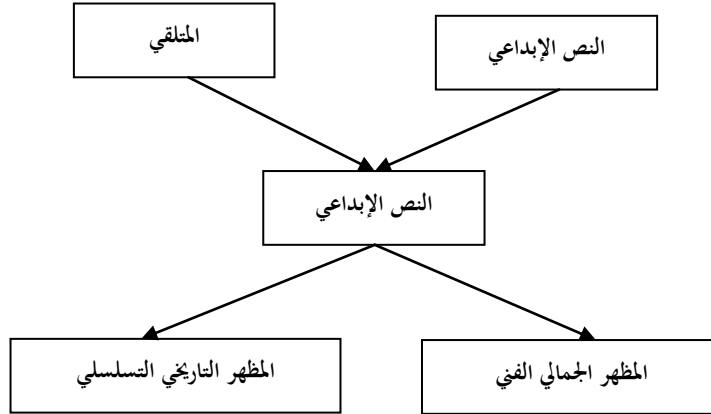 النص الإبداعي
المتلقي
النص الإبداعي
المظهر الجمالي الفني
المظهر التاريخي التسلسلي